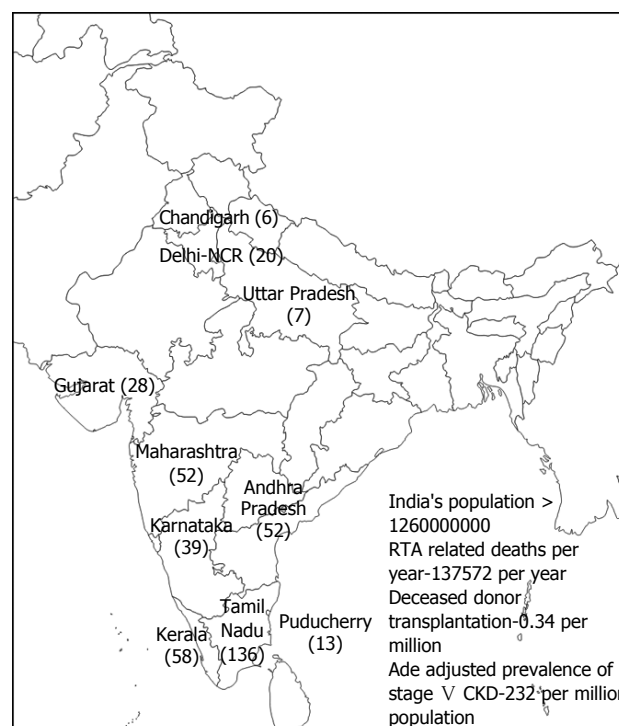 Chandigarh (6)
Delhi-NCR (20)
Uttar Pradesh
(7)
Gujarat (28)
Maharashtra
(52)
Andhra
Pradesh
(52)
Karnataka
(39)
Tamil
Nadu
(136)
Kerala
(58)
Puducherry
(13)
India's population >
1260000000
RTA related deaths per
year-137572 per year
Deceased donor
transplantation-0.34 per
million
Ade adjusted prevalence of
stage V CKD-232 per million
population